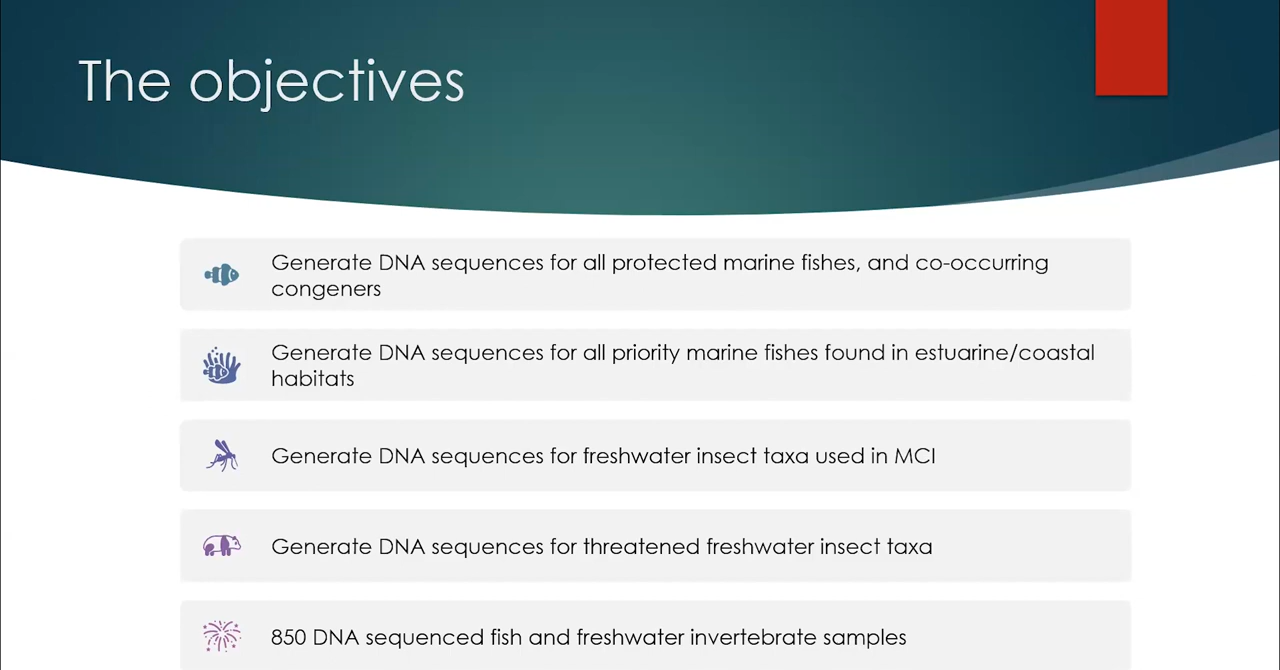 The objectives
Generate DNA sequences for all protected marine fishes, and co-occurring
congeners
Generate DNA sequences for all priority marine fishes found in estuarine/coastal
habitats
Generate DNA sequences for freshwater insect taxa used in MCI
Generate DNA sequences for threatened freshwater insect taxa
850 DNA sequenced fish and freshwater invertebrate samples